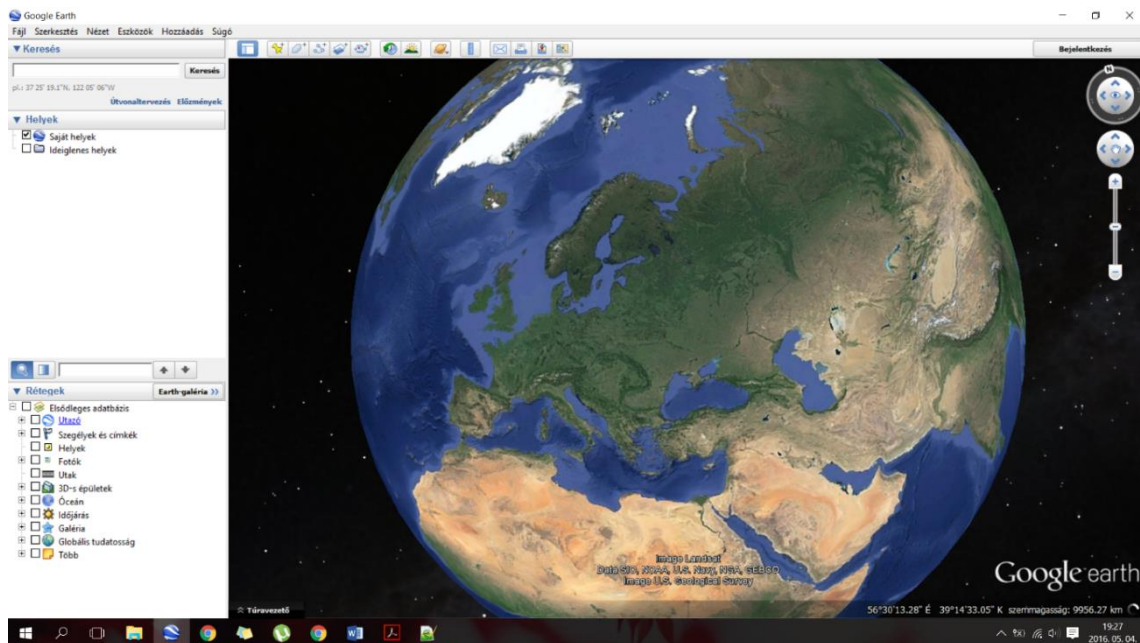 Google Earth
Fájl Szerkesztés Nézet Eszközök Hozzáadás Súgó
Keresés
Keresés
pl.: 37 25' 19.1"N, 122 05' 06"W
Útvonaltervezés Előzmények
Helyek
Saját helyek
Ideiglenes helyek
Rétegek
Earth-galéria
Elsődleges adatbázis
Utazó
Szegélyek és címkék
Helyek
Fotók
Utak
3D-s épületek
Óceán
Időjárás
Galéria
Globális tudatosság
Több
Bejelentkezés
N
Image Landsat
Data SIO, NOAA, U.S. Navy, NGA, GEBCO
Image U.S. Geological Survey
Google earth
Túravezető
56°30'13.28" É 39°14'33.05" K szemmagasság: 9956.27 km
19:27
2016. 05. 04.